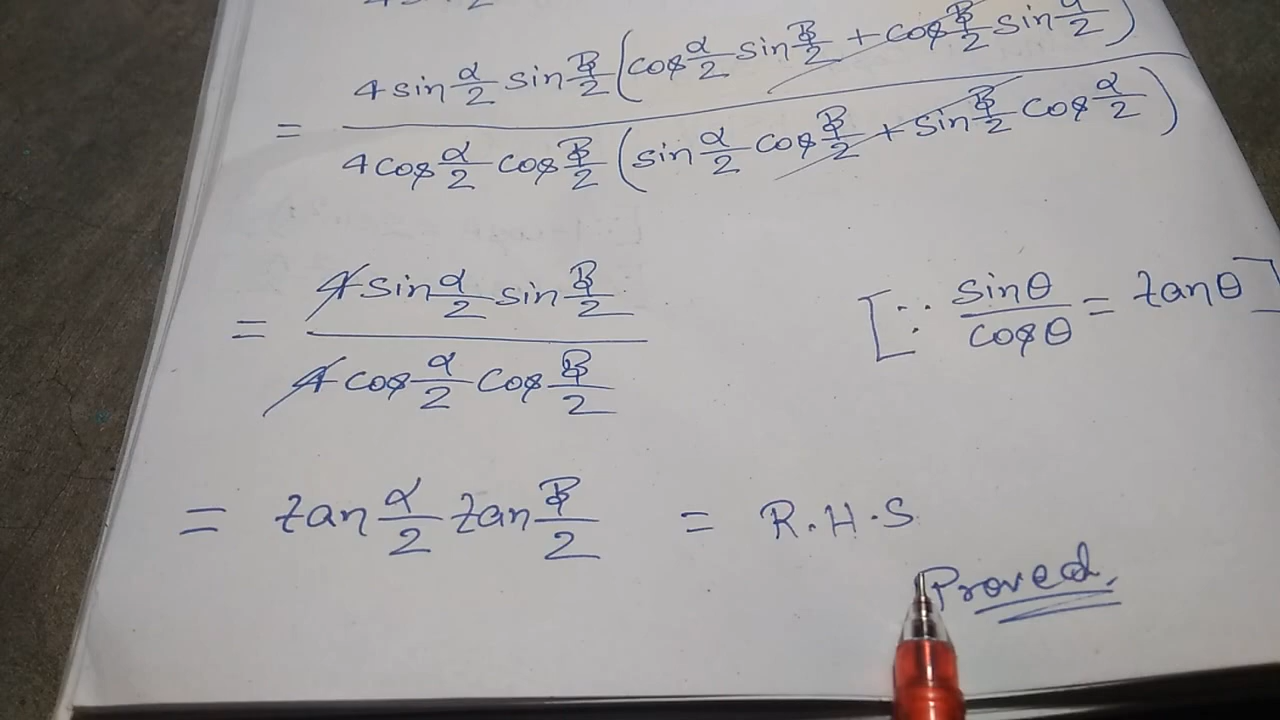 4 sin α/2 sin β/2 (cos α/2 sin β/2 + cos β/2 sin α/2)
= ―――
4 cos α/2 cos β/2 (sin α/2 cos β/2 + sin β/2 cos α/2)
= 4 sin α/2 sin β/2 / 4 cos α/2 cos β/2 [∵ sinθ/cosθ = tanθ]
= tan α/2 tan β/2 = R.H.S
Proved.